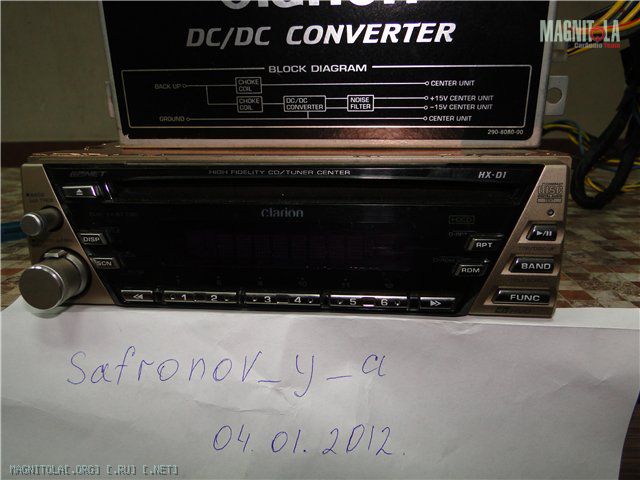 Clarion
MAGNITOLA
CarAudio Team
DC/DC CONVERTER
BLOCK DIAGRAM
BACK UP
CHOKE COIL
CENTER UNIT
CHOKE COIL
DC/DC CONVERTER
NOISE FILTER
+15V CENTER UNIT
-15V CENTER UNIT
GROUND
CENTER UNIT
290-8080-00
HIGH FIDELITY CD/TUNER CENTER
HX-D1
Clarion
HDCD
DISP
RPT
SCN
RDM
BAND
FUNC
1 2 3 4 5 6
Safronov_y_a
04.01.2012.
MAGNITOLA[.ORG] [.RU] [.NET]